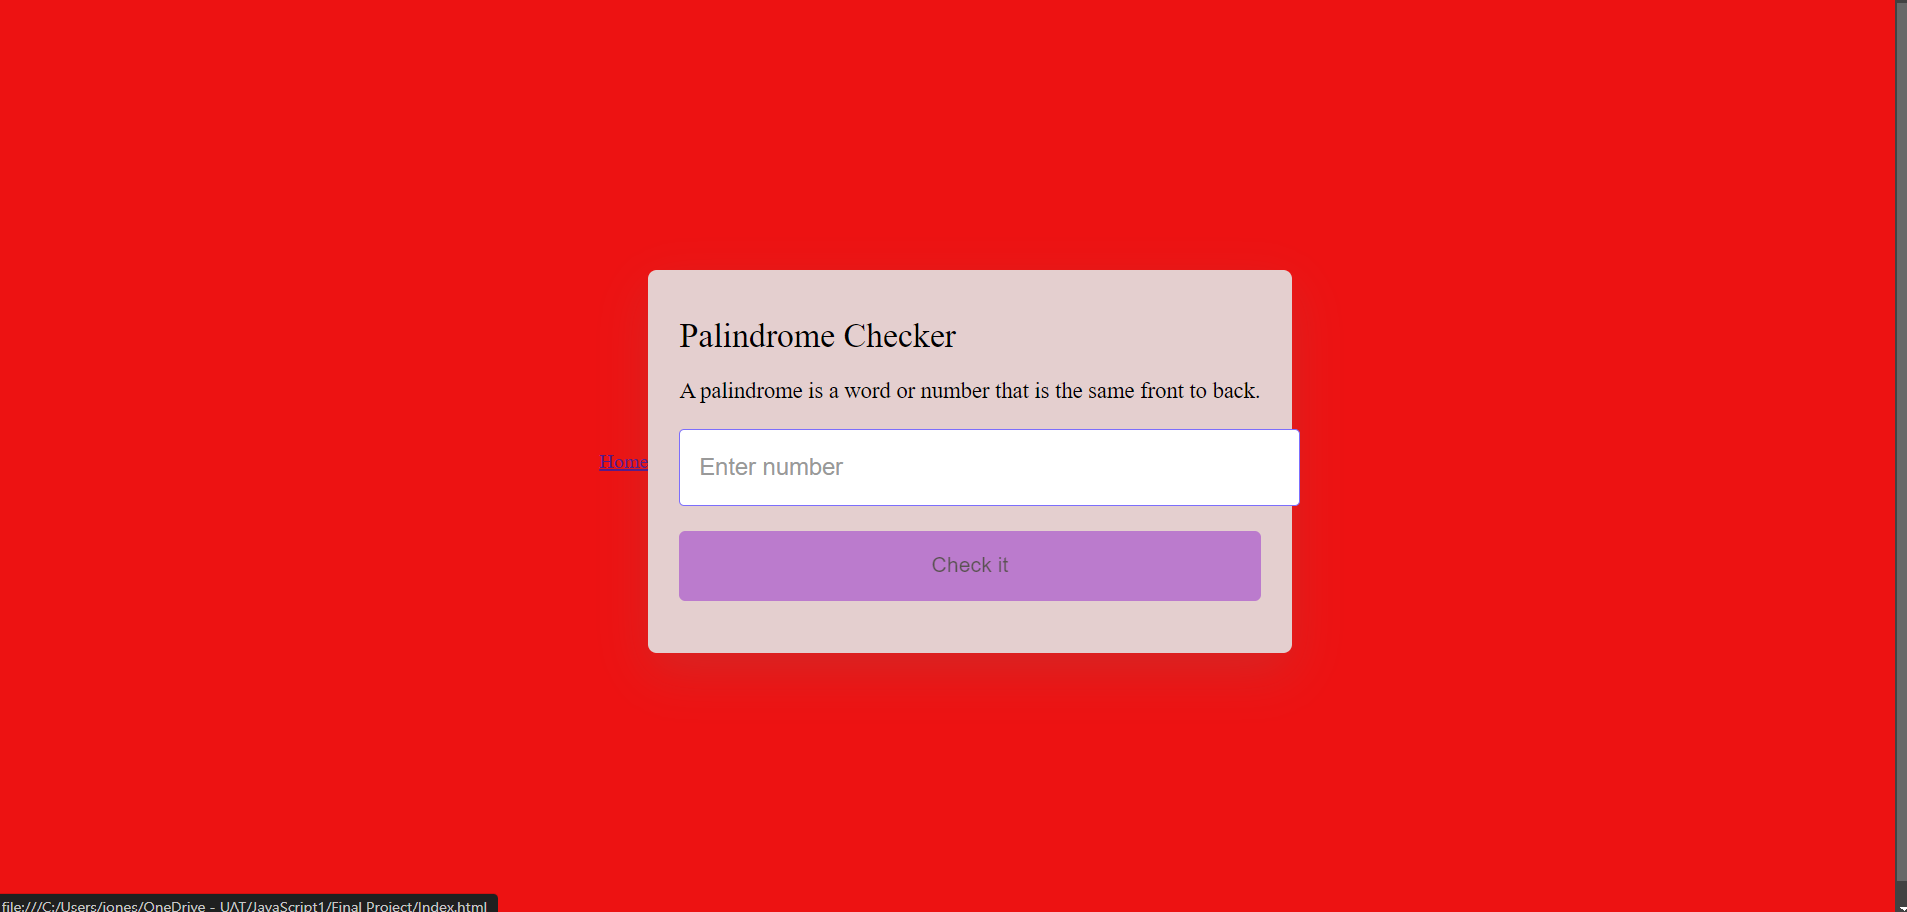 Palindrome Checker
A palindrome is a word or number that is the same front to back.
Home
Enter number
Check it
file:///C:/Users/jones/OneDrive - UAT/JavaScript1/Final Project/Index.html